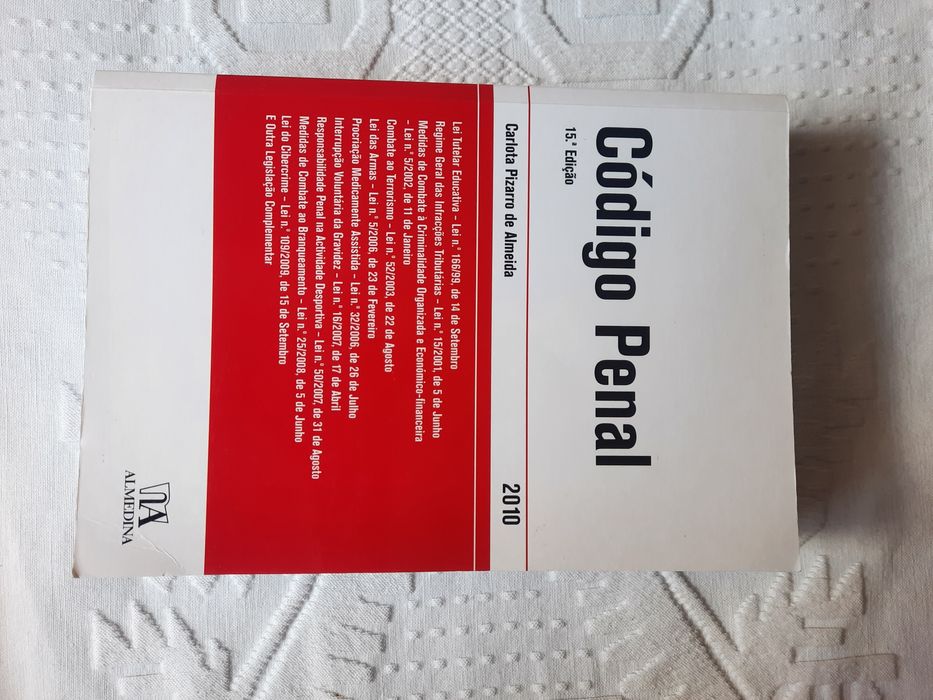 Código Penal
15.ª Edição
Carlota Pizarro de Almeida
2010
Lei Tutelar Educativa – Lei n.º 166/99, de 14 de Setembro
Regime Geral das Infracções Tributárias – Lei n.º 15/2001, de 5 de Junho
Medidas de Combate à Criminalidade Organizada e Económico-financeira
– Lei n.º 5/2002, de 11 de Janeiro
Combate ao Terrorismo – Lei n.º 52/2003, de 22 de Agosto
Lei das Armas – Lei n.º 5/2006, de 23 de Fevereiro
Procriação Medicamente Assistida – Lei n.º 32/2006, de 26 de Julho
Interrupção Voluntária da Gravidez – Lei n.º 16/2007, de 17 de Abril
Responsabilidade Penal na Actividade Desportiva – Lei n.º 50/2007, de 31 de Agosto
Medidas de Combate ao Branqueamento – Lei n.º 25/2008, de 5 de Junho
Lei do Cibercrime – Lei n.º 109/2009, de 15 de Setembro
E Outra Legislação Complementar
ALMEDINA